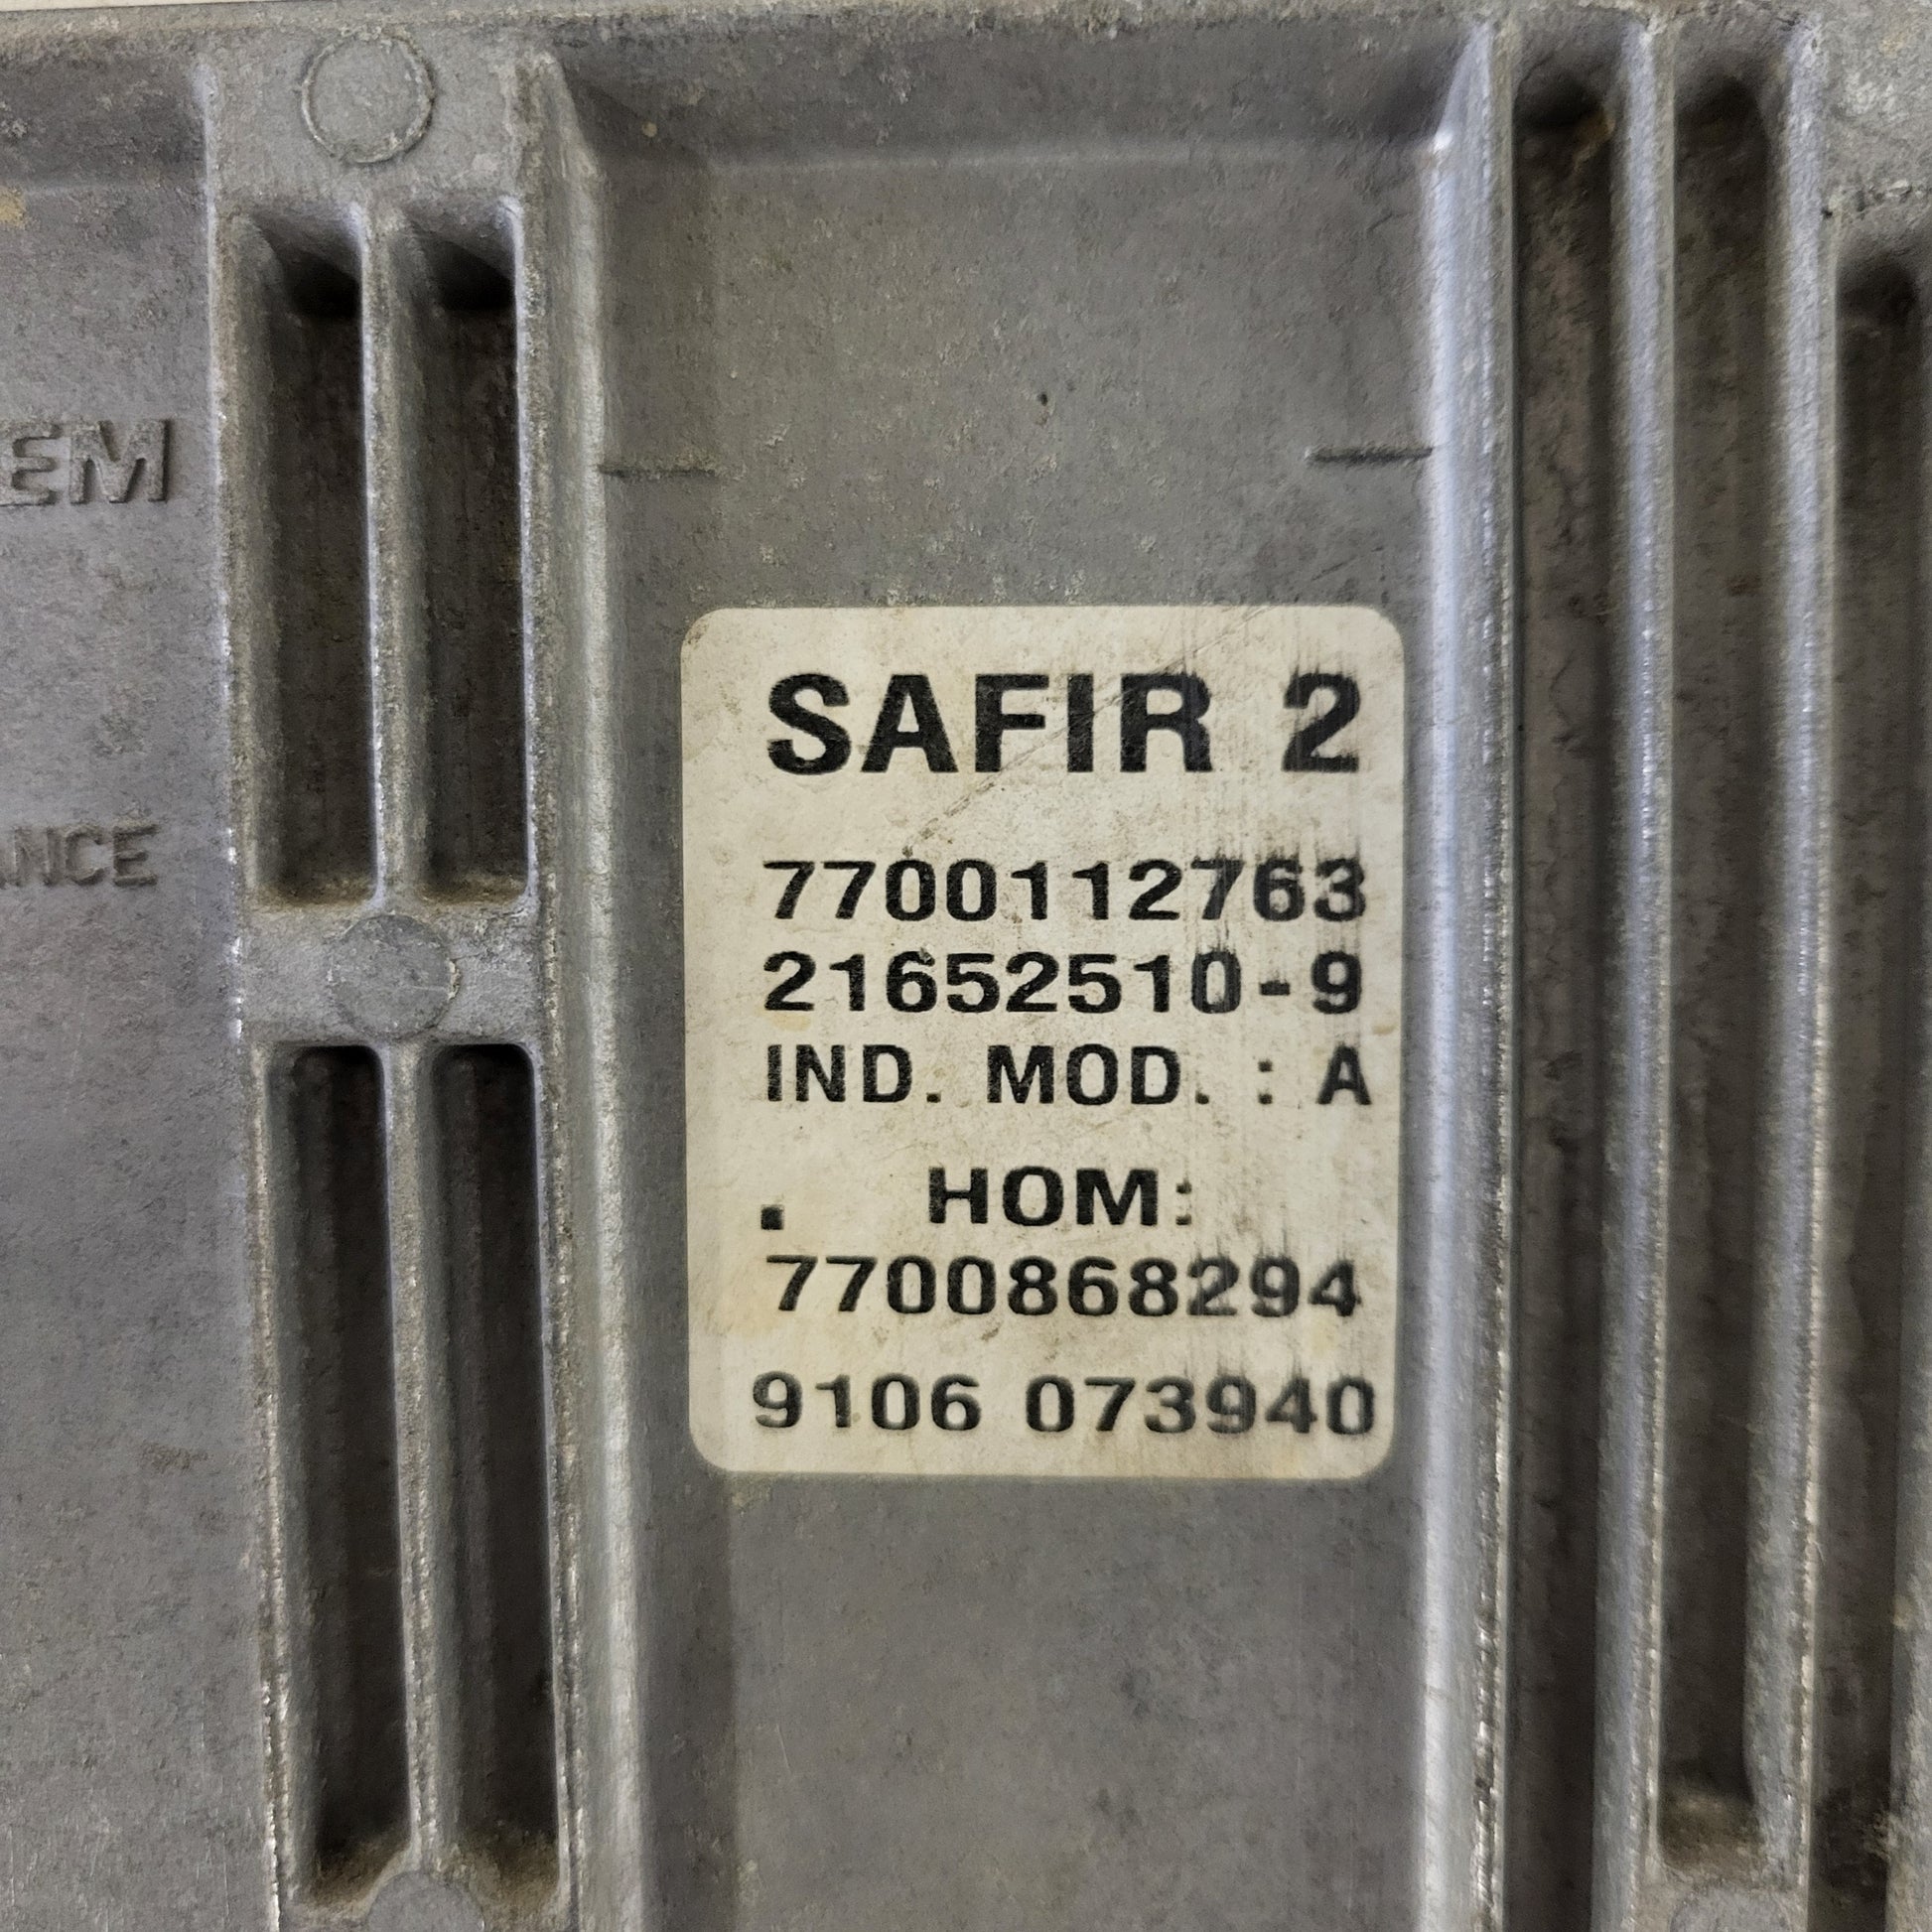 EM
ANCE
SAFIR 2
7700112763
21652510-9
IND. MOD. : A
. HOM:
7700868294
9106 073940